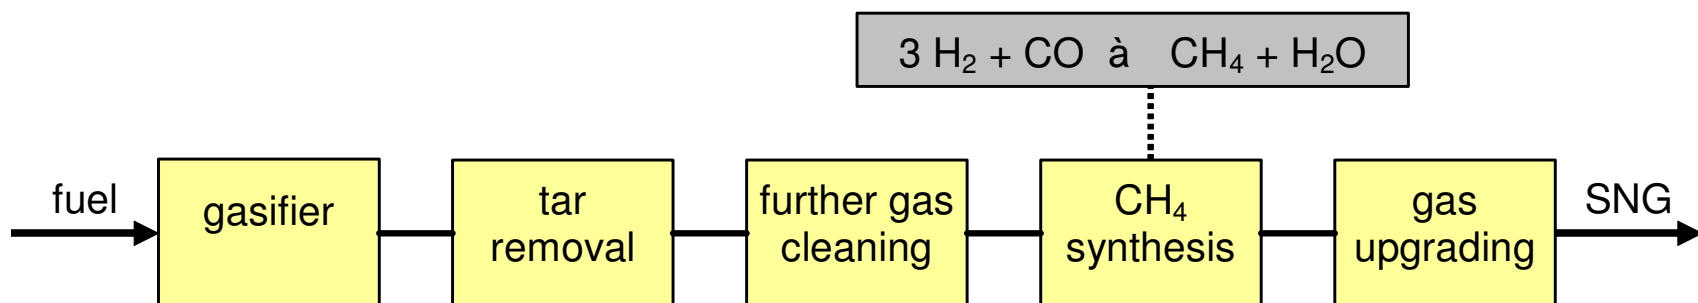 3 H₂ + CO à CH₄ + H₂O
fuel
gasifier
tar
removal
further gas
cleaning
CH₄
synthesis
gas
upgrading
SNG